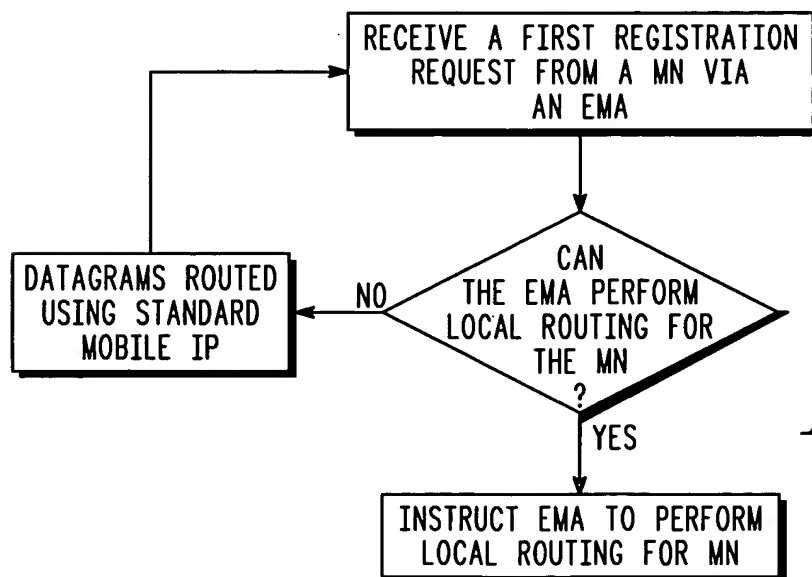 RECEIVE A FIRST REGISTRATION
REQUEST FROM A MN VIA
AN EMA
CAN
THE EMA PERFORM
LOCAL ROUTING FOR
THE MN
?
NO
DATAGRAMS ROUTED
USING STANDARD
MOBILE IP
YES
INSTRUCT EMA TO PERFORM
LOCAL ROUTING FOR MN